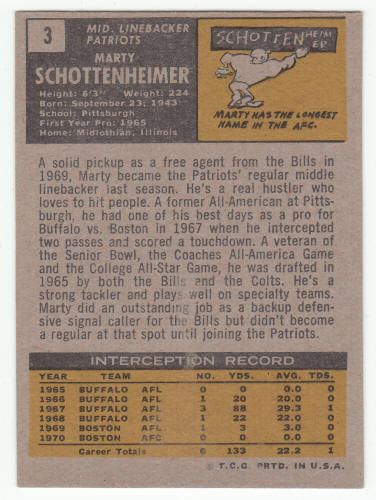 3
MID. LINEBACKER
PATRIOTS
MARTY
SCHOTTENHEIMER
Height: 6'3" Weight: 224
Born: September 23, 1943
School: Pittsburgh
First Year Pro: 1965
Home: Midlothian, Illinois
SCHOTTENHEIM
ER
MARTY HAS THE LONGEST
NAME IN THE AFC.
A solid pickup as a free agent from the Bills in
1969, Marty became the Patriots' regular middle
linebacker last season. He's a real hustler who
loves to hit people. A former All-American at Pitts-
burgh, he had one of his best days as a pro for
Buffalo vs. Boston in 1967 when he intercepted
two passes and scored a touchdown. A veteran of
the Senior Bowl, the Coaches All-America Game
and the College All-Star Game, he was drafted in
1965 by both the Bills and the Colts. He's a
strong tackler and plays well on specialty teams.
Marty did an outstanding job as a backup defen-
sive signal caller for the Bills but didn't become
a regular at that spot until joining the Patriots.
INTERCEPTION RECORD
YEAR TEAM NO. YDS. AVG. TDS.
1965 BUFFALO AFL 0 0 0.0 0
1966 BUFFALO AFL 1 20 20.0 0
1967 BUFFALO AFL 3 88 29.3 1
1968 BUFFALO AFL 1 22 22.0 0
1969 BOSTON AFL 1 3 3.0 0
1970 BOSTON AFC 0 0 0.0 0
Career Totals 6 133 22.2 1
© T.C.G. PRTD. IN U.S.A.